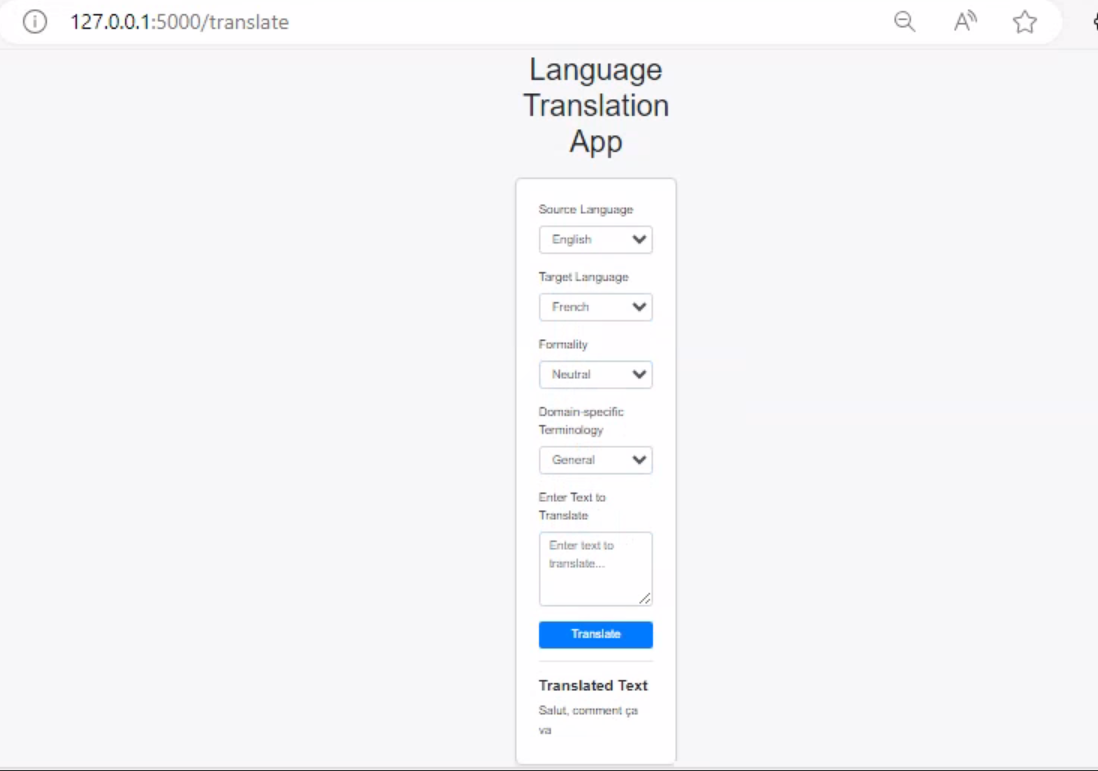 127.0.0.1:5000/translate
Language
Translation
App
Source Language
English
Target Language
French
Formality
Neutral
Domain-specific
Terminology
General
Enter Text to
Translate
Enter text to
translate...
Translate
Translated Text
Salut, comment ça
va